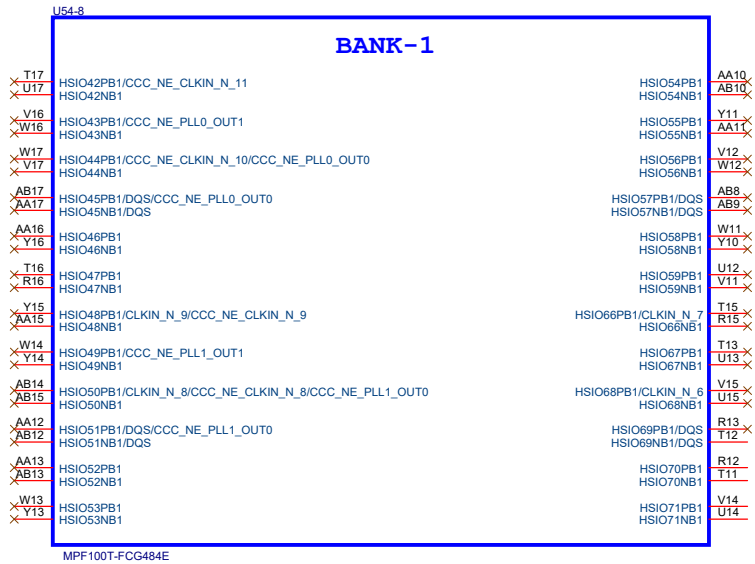 U54-8
BANK-1
T17 HSIO42PB1/CCC_NE_CLKIN_N_11 HSIO54PB1 AA10
U17 HSIO42NB1 HSIO54NB1 AB10
V16 HSIO43PB1/CCC_NE_PLL0_OUT1 HSIO55PB1 Y11
W16 HSIO43NB1 HSIO55NB1 AA11
W17 HSIO44PB1/CCC_NE_CLKIN_N_10/CCC_NE_PLL0_OUT0 HSIO56PB1 V12
V17 HSIO44NB1 HSIO56NB1 W12
AB17 HSIO45PB1/DQS/CCC_NE_PLL0_OUT0 HSIO57PB1/DQS AB8
AA17 HSIO45NB1/DQS HSIO57NB1/DQS AB9
AA16 HSIO46PB1 HSIO58PB1 W11
Y16 HSIO46NB1 HSIO58NB1 Y10
T16 HSIO47PB1 HSIO59PB1 U12
R16 HSIO47NB1 HSIO59NB1 V11
Y15 HSIO48PB1/CLKIN_N_9/CCC_NE_CLKIN_N_9 HSIO66PB1/CLKIN_N_7 T15
AA15 HSIO48NB1 HSIO66NB1 R15
W14 HSIO49PB1/CCC_NE_PLL1_OUT1 HSIO67PB1 T13
Y14 HSIO49NB1 HSIO67NB1 U13
AB14 HSIO50PB1/CLKIN_N_8/CCC_NE_CLKIN_N_8/CCC_NE_PLL1_OUT0 HSIO68PB1/CLKIN_N_6 V15
AB15 HSIO50NB1 HSIO68NB1 U15
AA12 HSIO51PB1/DQS/CCC_NE_PLL1_OUT0 HSIO69PB1/DQS R13
AB12 HSIO51NB1/DQS HSIO69NB1/DQS T12
AA13 HSIO52PB1 HSIO70PB1 R12
AB13 HSIO52NB1 HSIO70NB1 T11
W13 HSIO53PB1 HSIO71PB1 V14
Y13 HSIO53NB1 HSIO71NB1 U14
MPF100T-FCG484E